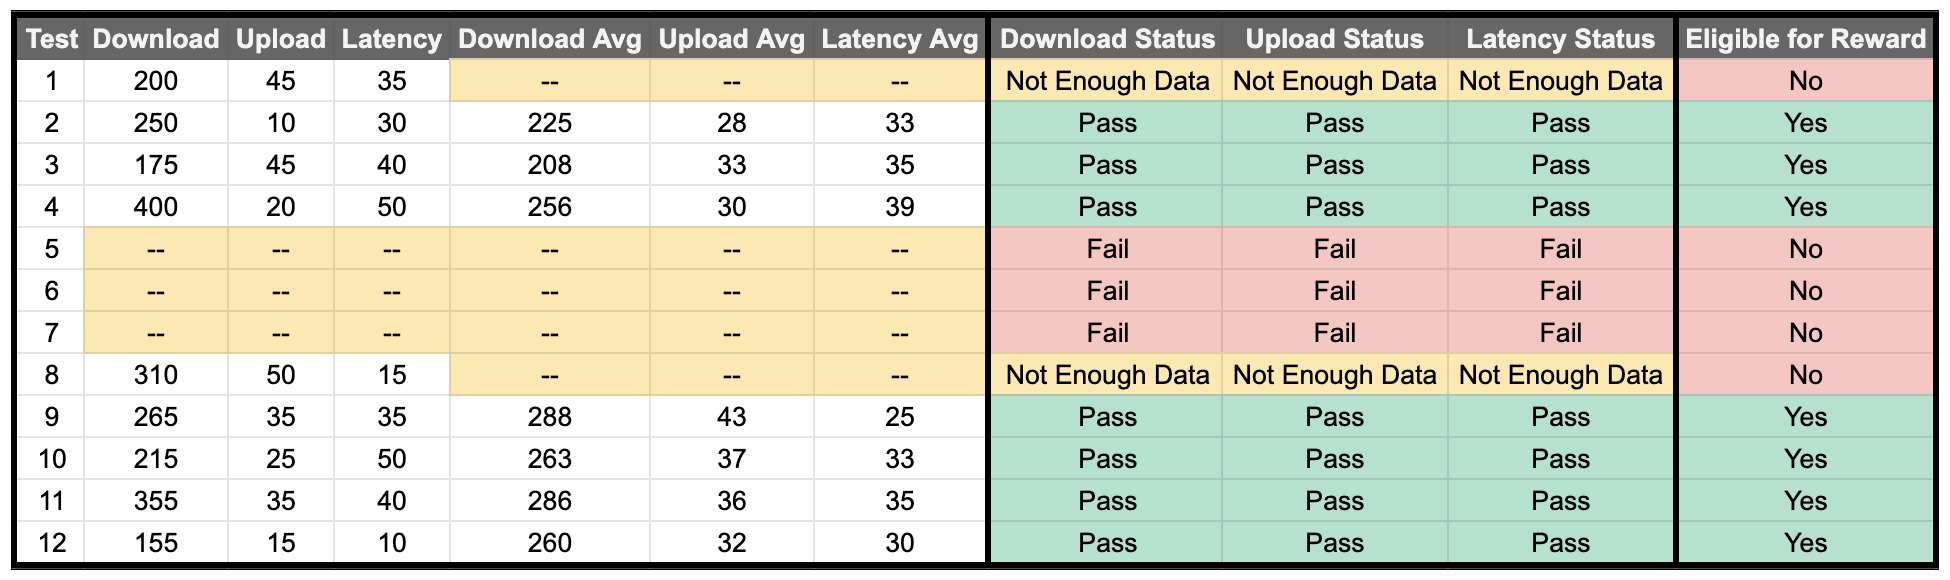 Test Download Upload Latency Download Avg Upload Avg Latency Avg Download Status Upload Status Latency Status Eligible for Reward
1 200 45 35 -- -- -- Not Enough Data Not Enough Data Not Enough Data No
2 250 10 30 225 28 33 Pass Pass Pass Yes
3 175 45 40 208 33 35 Pass Pass Pass Yes
4 400 20 50 256 30 39 Pass Pass Pass Yes
5 -- -- -- -- -- -- Fail Fail Fail No
6 -- -- -- -- -- -- Fail Fail Fail No
7 -- -- -- -- -- -- Fail Fail Fail No
8 310 50 15 -- -- -- Not Enough Data Not Enough Data Not Enough Data No
9 265 35 35 288 43 25 Pass Pass Pass Yes
10 215 25 50 263 37 33 Pass Pass Pass Yes
11 355 35 40 286 36 35 Pass Pass Pass Yes
12 155 15 10 260 32 30 Pass Pass Pass Yes